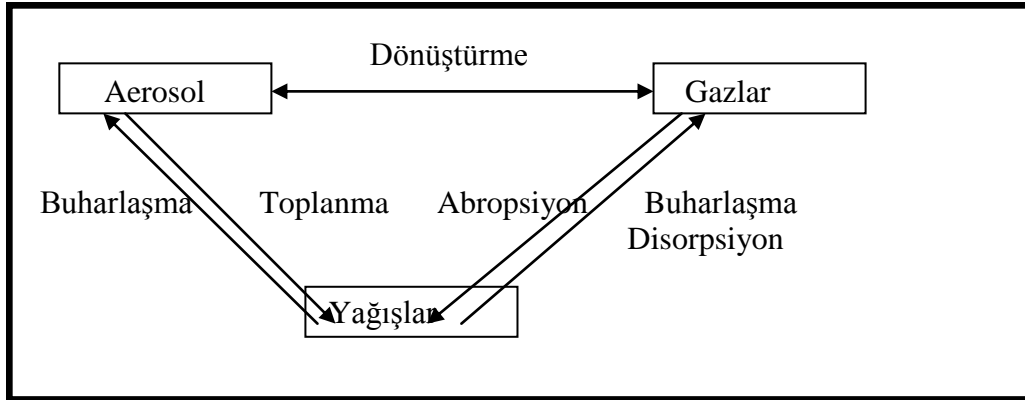 Dönüştürme
Aerosol
Gazlar
Buharlaşma
Toplanma
Abropsiyon
Buharlaşma
Disorpsiyon
Yağışlar